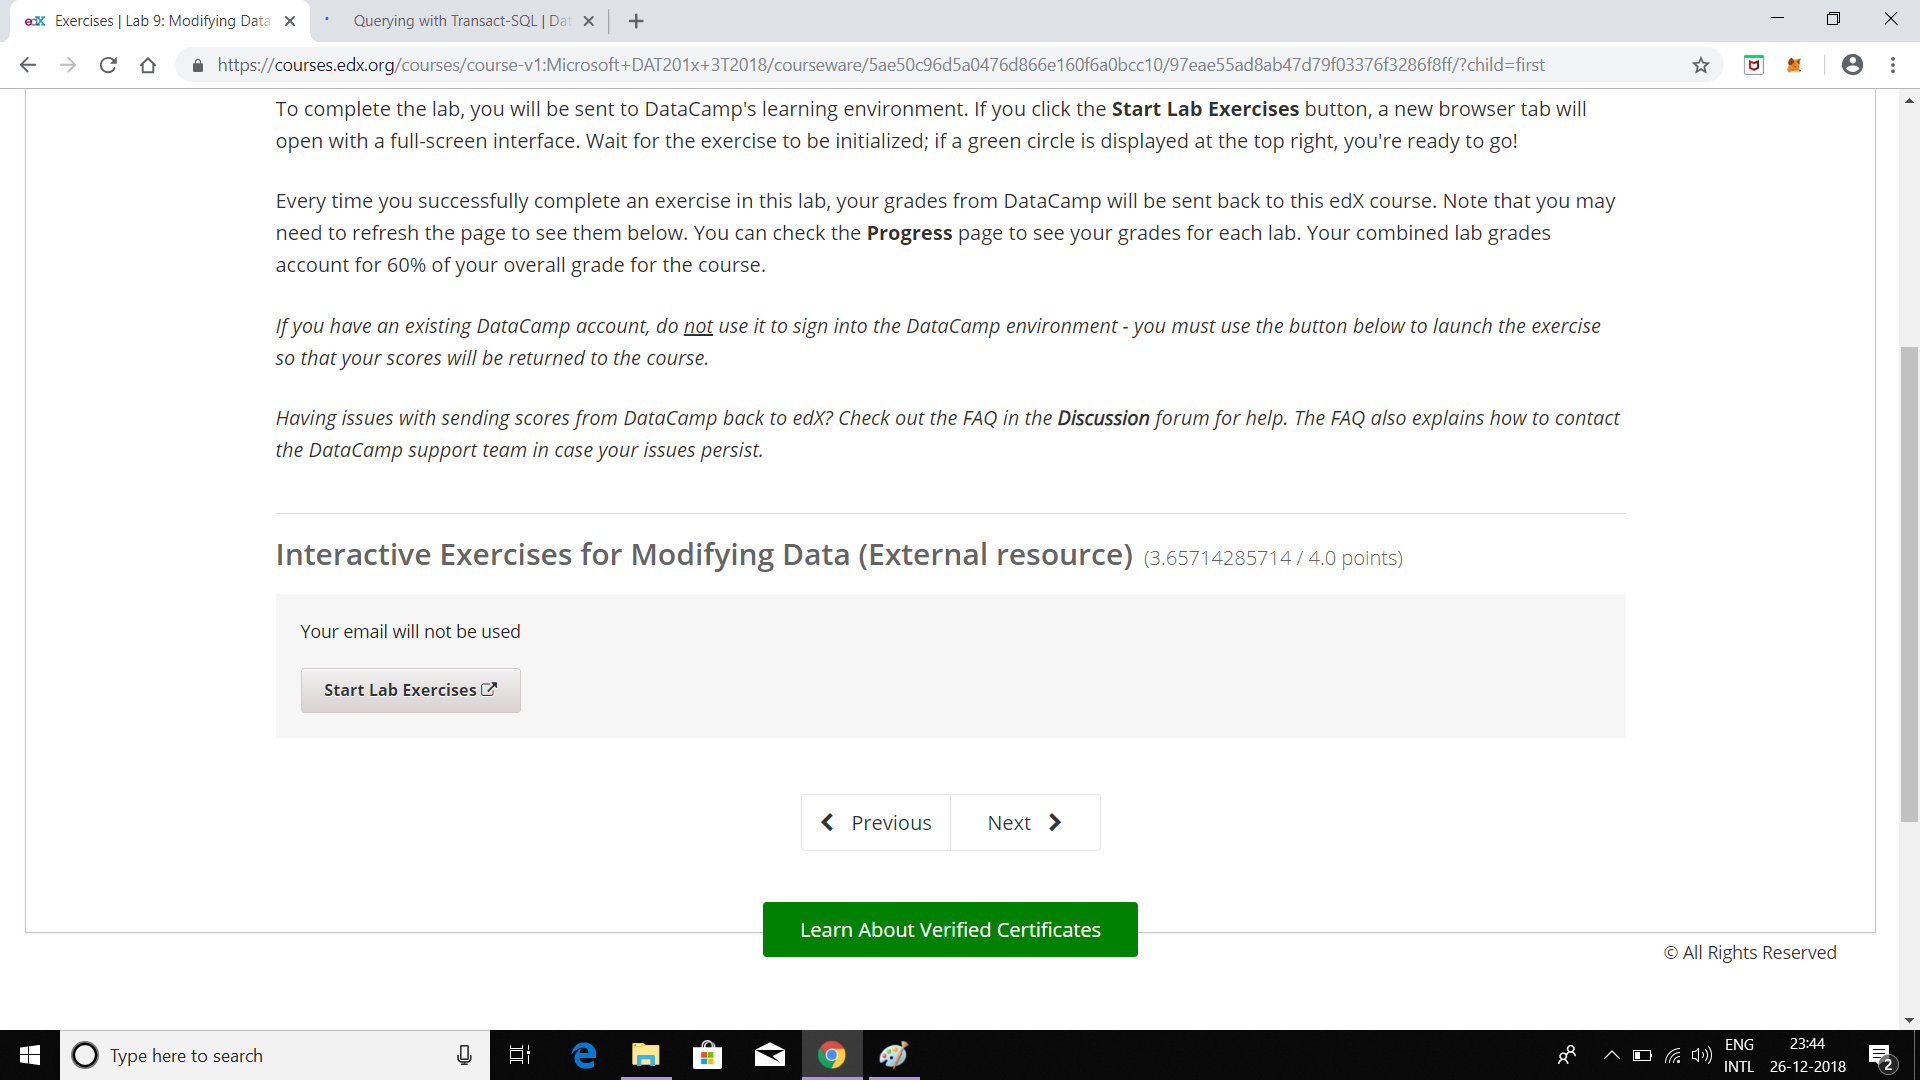 edX Exercises | Lab 9: Modifying Data
Querying with Transact-SQL | Dat
https://courses.edx.org/courses/course-v1:Microsoft+DAT201x+3T2018/courseware/5ae50c96d5a0476d866e160f6a0bcc10/97eae55ad8ab47d79f03376f3286f8ff/?child=first
To complete the lab, you will be sent to DataCamp's learning environment. If you click the Start Lab Exercises button, a new browser tab will
open with a full-screen interface. Wait for the exercise to be initialized; if a green circle is displayed at the top right, you're ready to go!
Every time you successfully complete an exercise in this lab, your grades from DataCamp will be sent back to this edX course. Note that you may
need to refresh the page to see them below. You can check the Progress page to see your grades for each lab. Your combined lab grades
account for 60% of your overall grade for the course.
If you have an existing DataCamp account, do not use it to sign into the DataCamp environment - you must use the button below to launch the exercise
so that your scores will be returned to the course.
Having issues with sending scores from DataCamp back to edX? Check out the FAQ in the Discussion forum for help. The FAQ also explains how to contact
the DataCamp support team in case your issues persist.
Interactive Exercises for Modifying Data (External resource) (3.65714285714 / 4.0 points)
Your email will not be used
Start Lab Exercises
Previous
Next
Learn About Verified Certificates
© All Rights Reserved
Type here to search
ENG
INTL
23:44
26-12-2018
2